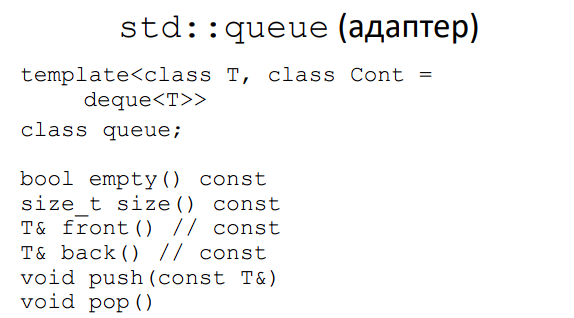 std::queue (адаптер)
template<class T, class Cont =
deque<T>>
class queue;
bool empty() const
size_t size() const
T& front() // const
T& back() // const
void push(const T&)
void pop()